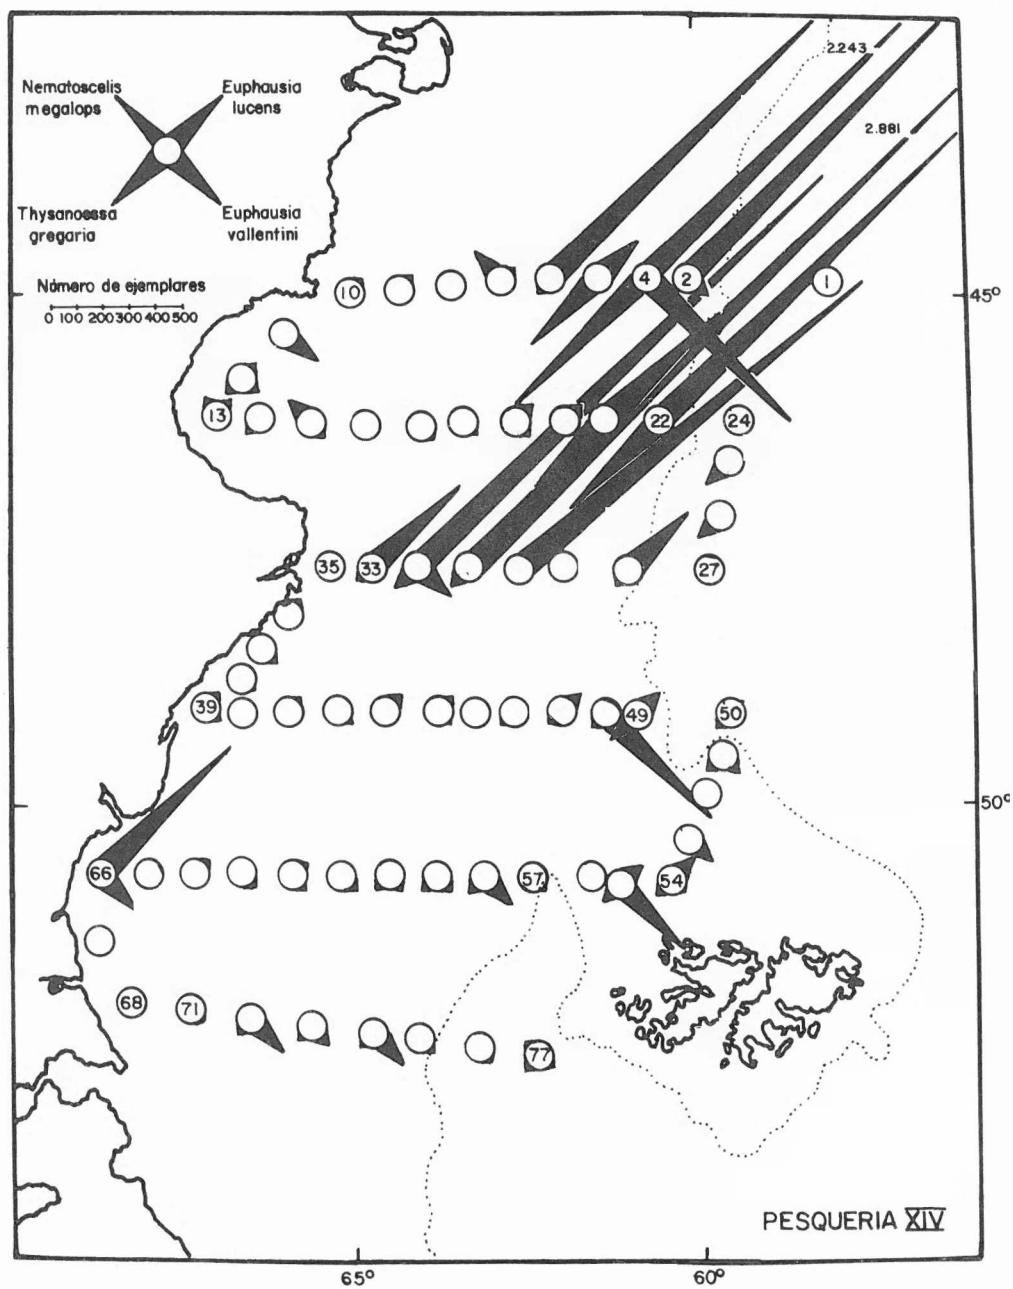 2.243
Nematoscelis
megalops
Euphausia
lucens
2.881
Thysanoessa
gregaria
Euphausia
vallentini
Número de ejemplares
0 100 200 300 400 500
10
4
2
1
45°
13
22
24
35
33
27
39
49
50
50°
66
57
54
68
71
77
PESQUERIA XIV
65°
60°